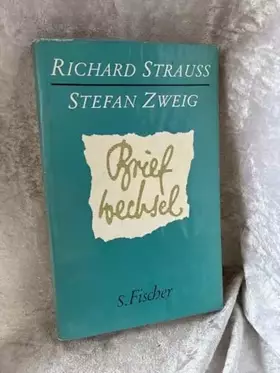 RICHARD STRAUSS
STEFAN ZWEIG
Brief
wechsel
S. Fischer